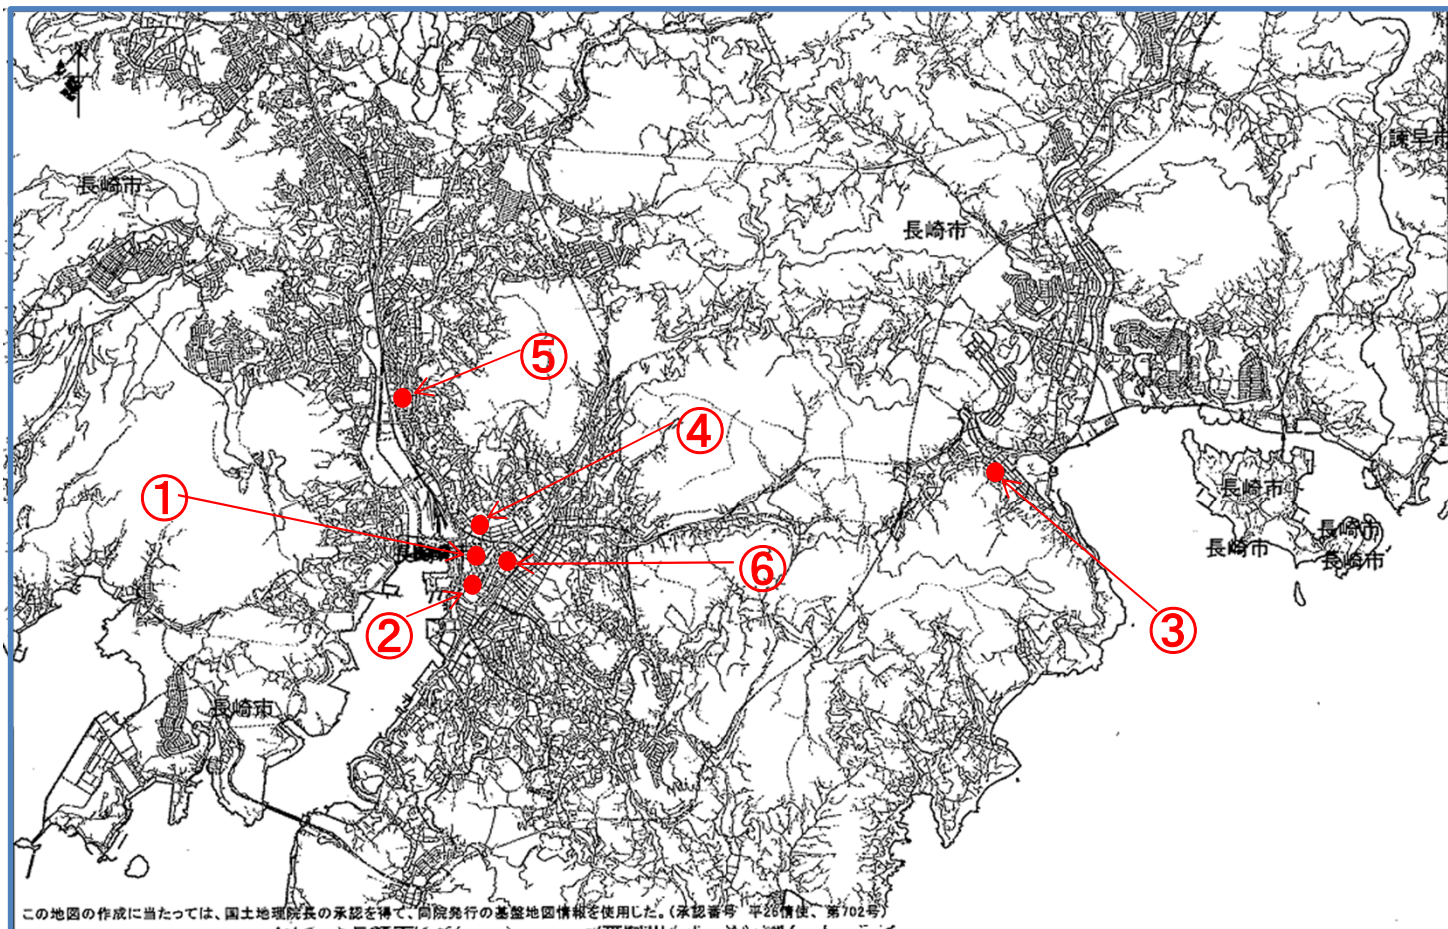 諫早市
長崎市
長崎市
⑤
④
①
長崎市
長崎市
長崎市
長崎市
⑥
③
②
長崎市
この地図の作成に当たっては、国土地理院長の承認を得て、同院発行の基盤地図情報を使用した。(承認番号 平26情使、第702号)